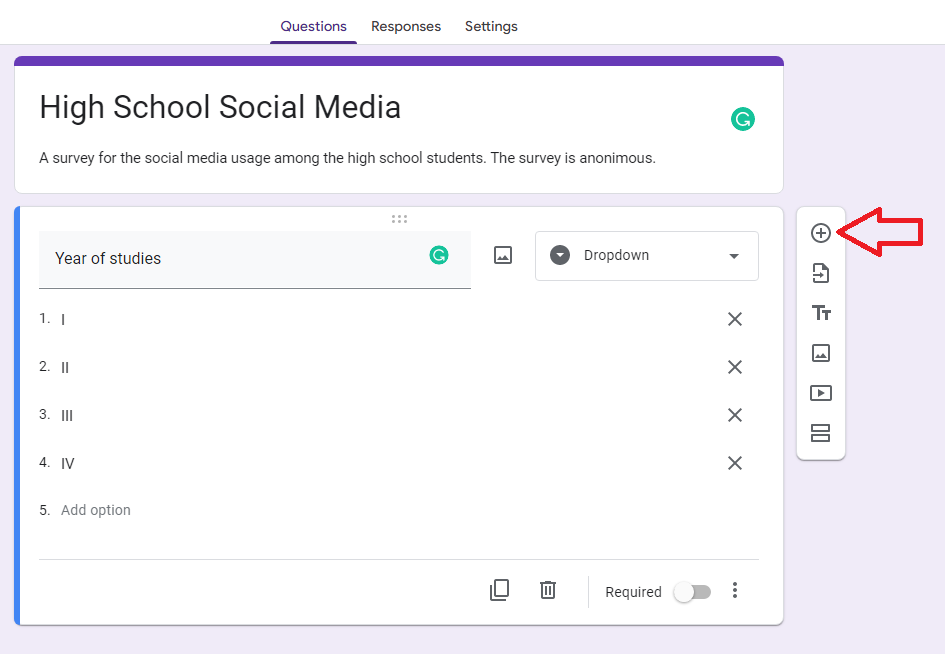 Questions Responses Settings
High School Social Media
A survey for the social media usage among the high school students. The survey is anonimous.
Year of studies
Dropdown
1. I
2. II
3. III
4. IV
5. Add option
Required